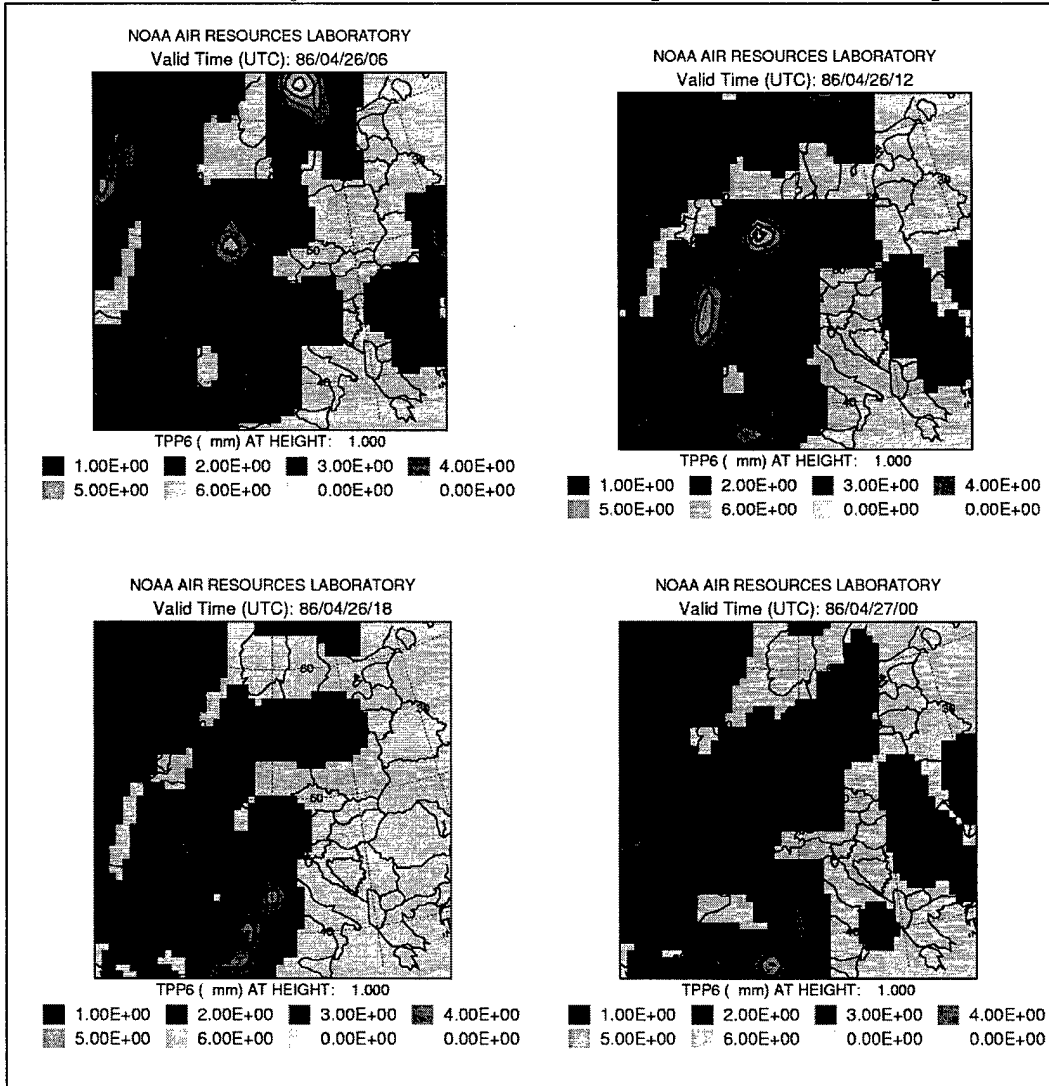 NOAA AIR RESOURCES LABORATORY
Valid Time (UTC): 86/04/26/06
50
40
TPP6 ( mm) AT HEIGHT: 1.000
1.00E+00 2.00E+00 3.00E+00 4.00E+00
5.00E+00 6.00E+00 0.00E+00 0.00E+00
NOAA AIR RESOURCES LABORATORY
Valid Time (UTC): 86/04/26/12
40
TPP6 ( mm) AT HEIGHT: 1.000
1.00E+00 2.00E+00 3.00E+00 4.00E+00
5.00E+00 6.00E+00 0.00E+00 0.00E+00
NOAA AIR RESOURCES LABORATORY
Valid Time (UTC): 86/04/26/18
60
50
40
TPP6 ( mm) AT HEIGHT: 1.000
1.00E+00 2.00E+00 3.00E+00 4.00E+00
5.00E+00 6.00E+00 0.00E+00 0.00E+00
NOAA AIR RESOURCES LABORATORY
Valid Time (UTC): 86/04/27/00
40
TPP6 ( mm) AT HEIGHT: 1.000
1.00E+00 2.00E+00 3.00E+00 4.00E+00
5.00E+00 6.00E+00 0.00E+00 0.00E+00